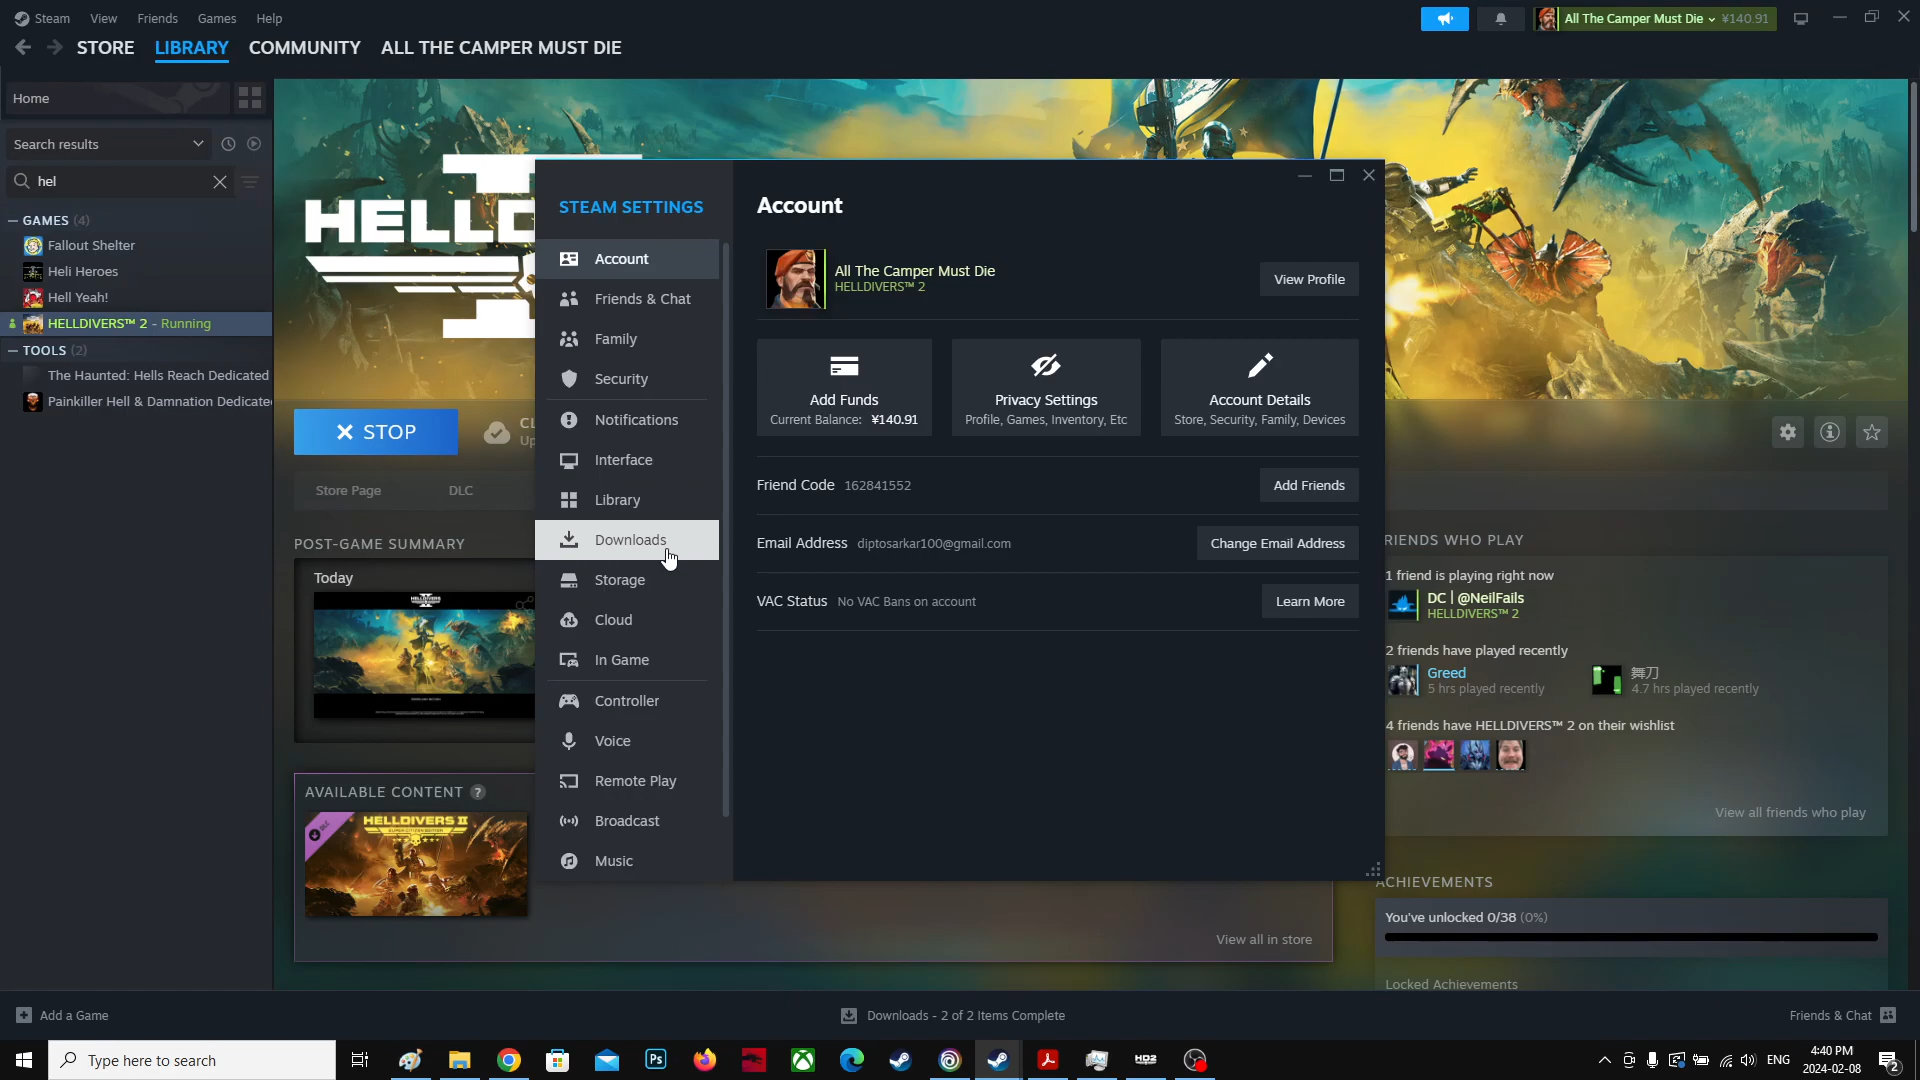 Steam View Friends Games Help
All The Camper Must Die ¥140.91
STORE LIBRARY COMMUNITY ALL THE CAMPER MUST DIE
Home
Search results
hel
GAMES (4)
Fallout Shelter
Heli Heroes
Hell Yeah!
HELLDIVERS™ 2 - Running
TOOLS (2)
The Haunted: Hells Reach Dedicated
Painkiller Hell & Damnation Dedicate
HELLD
STOP
Store Page DLC
POST-GAME SUMMARY
Today
AVAILABLE CONTENT ?
HELLDIVERS II
SUPER CITIZEN EDITION
View all in store
STEAM SETTINGS
Account
Friends & Chat
Family
Security
Notifications
Interface
Library
Downloads
Storage
Cloud
In Game
Controller
Voice
Remote Play
Broadcast
Music
Account
All The Camper Must Die
HELLDIVERS™ 2
View Profile
Add Funds
Current Balance: ¥140.91
Privacy Settings
Profile, Games, Inventory, Etc
Account Details
Store, Security, Family, Devices
Friend Code 162841552
Add Friends
Email Address diptosarkar100@gmail.com
Change Email Address
VAC Status No VAC Bans on account
Learn More
RIENDS WHO PLAY
1 friend is playing right now
DC | @NeilFails
HELLDIVERS™ 2
2 friends have played recently
Greed
5 hrs played recently
舞刀
4.7 hrs played recently
4 friends have HELLDIVERS™ 2 on their wishlist
View all friends who play
ACHIEVEMENTS
You've unlocked 0/38 (0%)
Locked Achievements
Add a Game
Downloads - 2 of 2 Items Complete
Friends & Chat
Type here to search
Ps
HD2
ENG
4:40 PM
2024-02-08
2